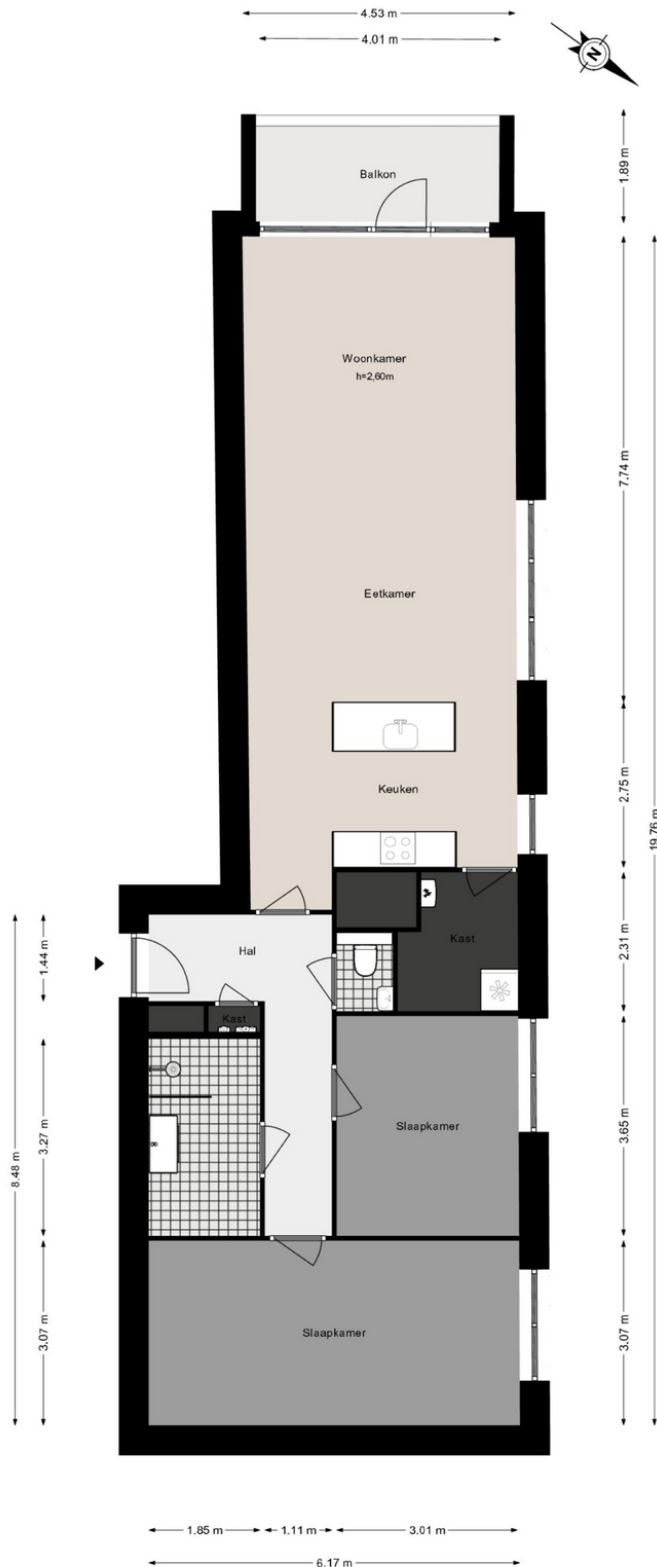 4.53 m
4.01 m
N
1.89 m
Balkon
Woonkamer
h=2,60m
7.74 m
Eetkamer
Keuken
2.75 m
19.76 m
Hal
Kast
1.44 m
2.31 m
Kast
3.27 m
8.48 m
Slaapkamer
3.65 m
Slaapkamer
3.07 m
3.07 m
1.85 m
1.11 m
3.01 m
6.17 m